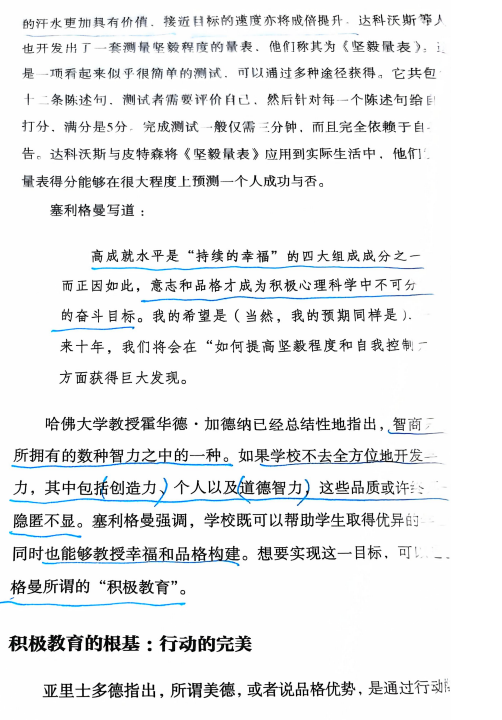 的汗水更加具有价值，接近目标的速度亦将成倍提升。达科沃斯等人
也开发出了一套测量坚毅程度的量表，他们称其为《坚毅量表》。
是一项看起来似乎很简单的测试，可以通过多种途径获得。它共包
十二条陈述句，测试者需要评价自己，然后针对每一个陈述句给自
打分，满分是5分。完成测试一般仅需三分钟，而且完全依赖于自
告。达科沃斯与皮特森将《坚毅量表》应用到实际生活中，他们
量表得分能够在很大程度上预测一个人成功与否。
塞利格曼写道：
高成就水平是“持续的幸福”的四大组成成分之一
而正因如此，意志和品格才成为积极心理科学中不可分
的奋斗目标。我的希望是（当然，我的预期同样是），
来十年，我们将会在“如何提高坚毅程度和自我控制
方面获得巨大发现。
哈佛大学教授霍华德·加德纳已经总结性地指出，智商
所拥有的数种智力之中的一种。如果学校不去全方位地开发
力，其中包括创造力、个人以及道德智力，这些品质或许
隐匿不显。塞利格曼强调，学校既可以帮助学生取得优异的
同时也能够教授幸福和品格构建。想要实现这一目标，可以
格曼所谓的“积极教育”。
积极教育的根基：行动的完美
亚里士多德指出，所谓美德，或者说品格优势，是通过行动